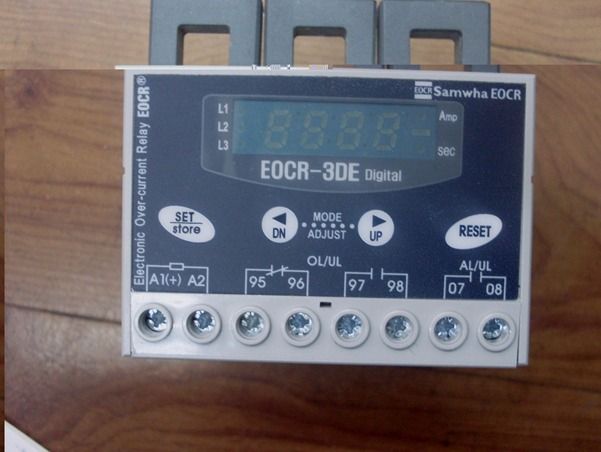 EOCR Samwha EOCR
Electronic Over-current Relay EOCR®
L1
L2
L3
8888
Amp
sec
EOCR-3DE Digital
SET
store
DN
MODE
ADJUST
UP
RESET
OL/UL
AL/UL
A1(+) A2
95 96
97 98
07 08